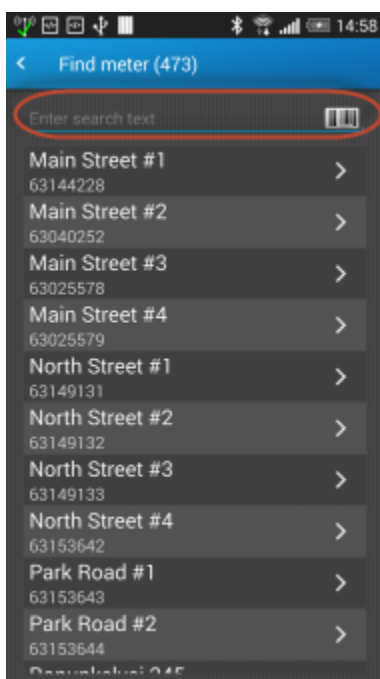 14:58
Find meter (473)
Enter search text
Main Street #1
63144228
Main Street #2
63040252
Main Street #3
63025578
Main Street #4
63025579
North Street #1
63149131
North Street #2
63149132
North Street #3
63149133
North Street #4
63153642
Park Road #1
63153643
Park Road #2
63153644